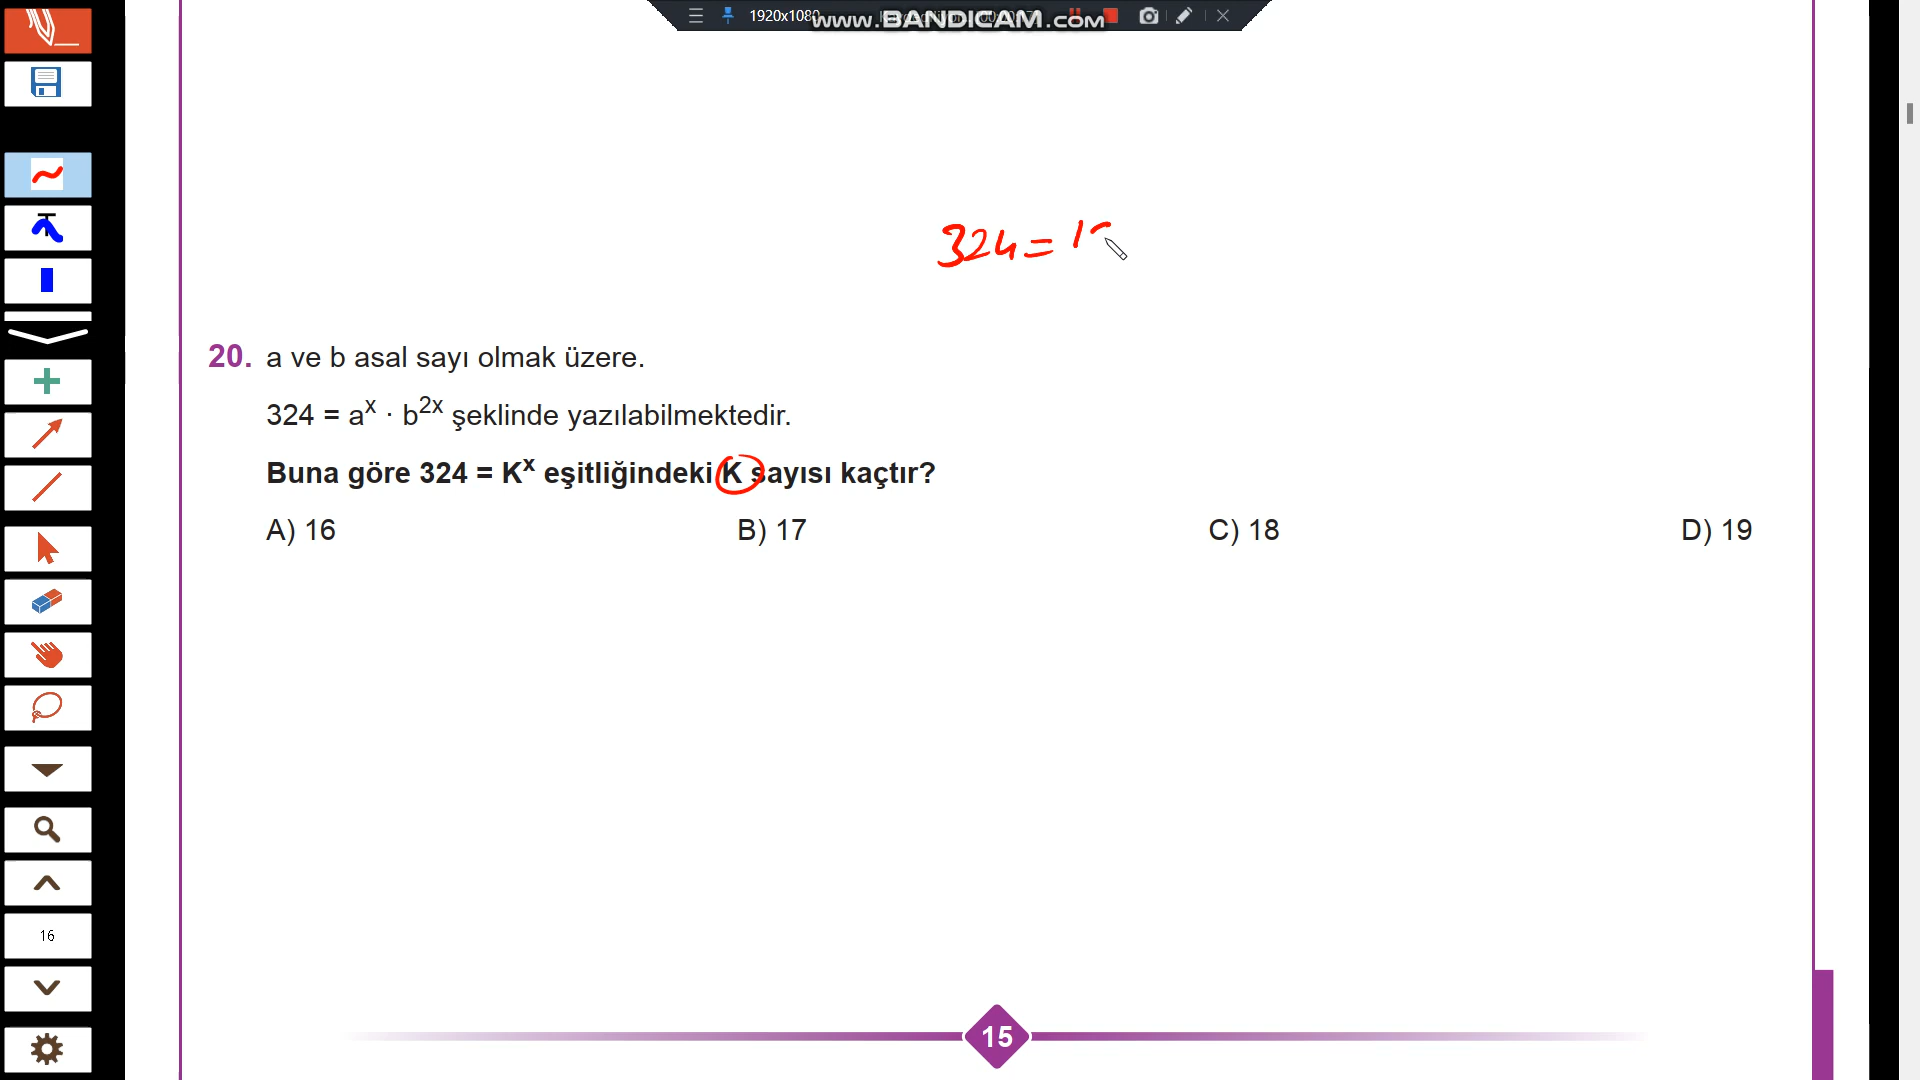 1920x1080
www.BANDICAM.com
324 = 1
20. a ve b asal sayı olmak üzere.
324 = aˣ · b²ˣ şeklinde yazılabilmektedir.
Buna göre 324 = Kˣ eşitliğindeki K sayısı kaçtır?
A) 16 B) 17 C) 18 D) 19
16
15